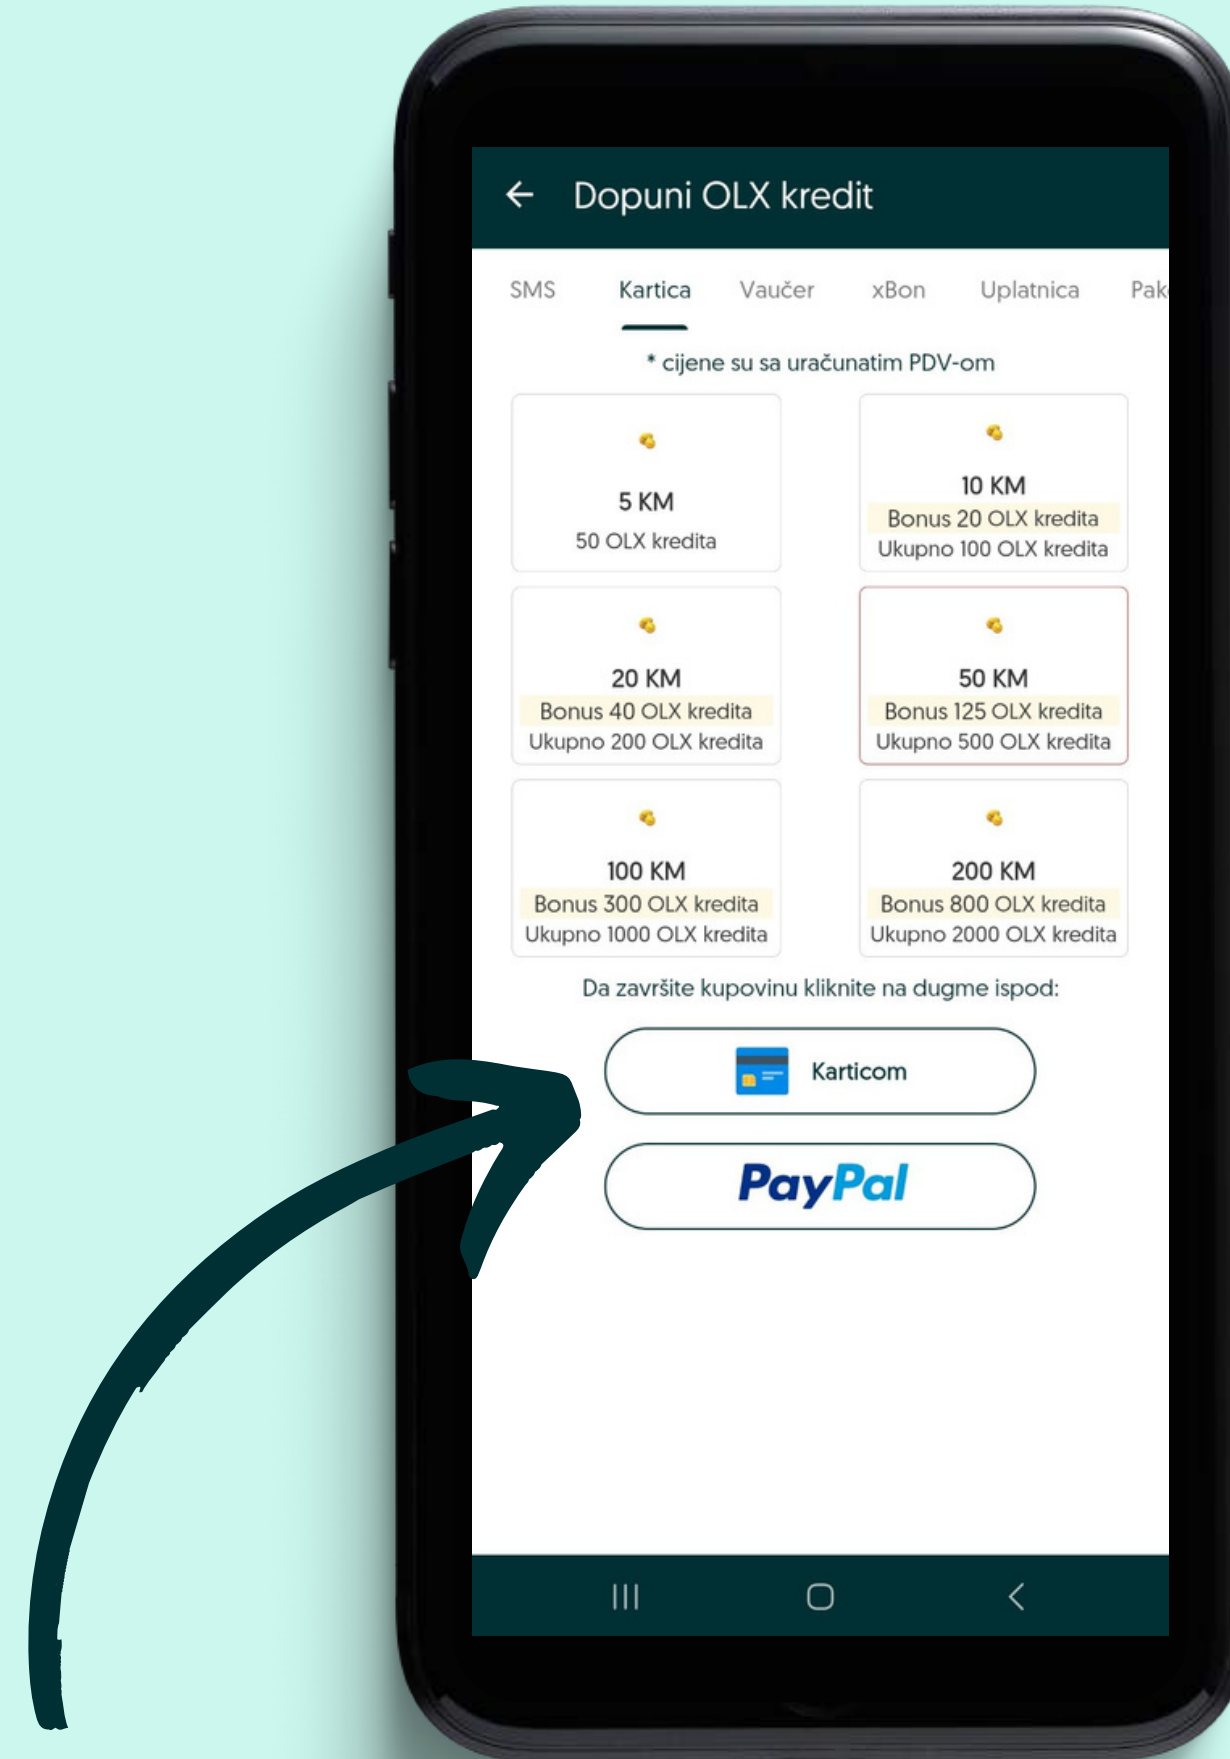 Dopuni OLX kredit
SMS Kartica Vaučer xBon Uplatnica
* cijene su sa uračunatim PDV-om
5 KM
50 OLX kredita
10 KM
Bonus 20 OLX kredita
Ukupno 100 OLX kredita
20 KM
Bonus 40 OLX kredita
Ukupno 200 OLX kredita
50 KM
Bonus 125 OLX kredita
Ukupno 500 OLX kredita
100 KM
Bonus 300 OLX kredita
Ukupno 1000 OLX kredita
200 KM
Bonus 800 OLX kredita
Ukupno 2000 OLX kredita
Da završite kupovinu kliknite na dugme ispod:
Karticom
PayPal